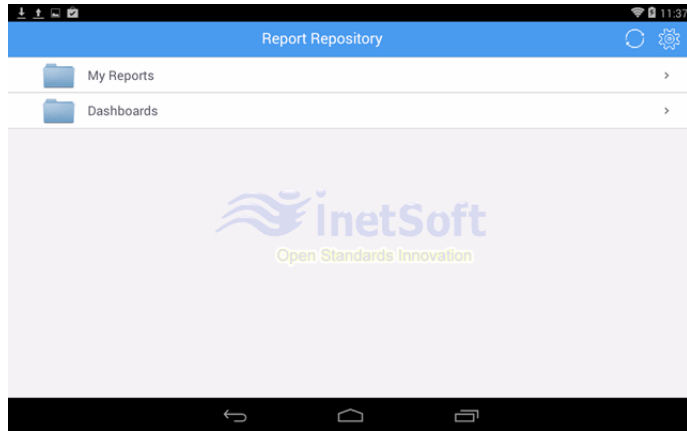 11:37
Report Repository
My Reports
Dashboards
inetSoft
Open Standards Innovation